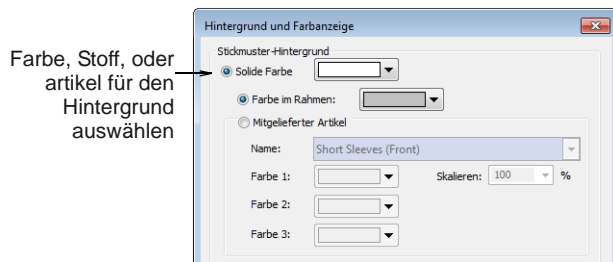 Hintergrund und Farbanzeige
Farbe, Stoff, oder
artikel für den
Hintergrund
auswählen
Stickmuster-Hintergrund
Solide Farbe
Farbe im Rahmen:
Mitgelieferter Artikel
Name: Short Sleeves (Front)
Farbe 1: Skalieren: 100 %
Farbe 2:
Farbe 3: